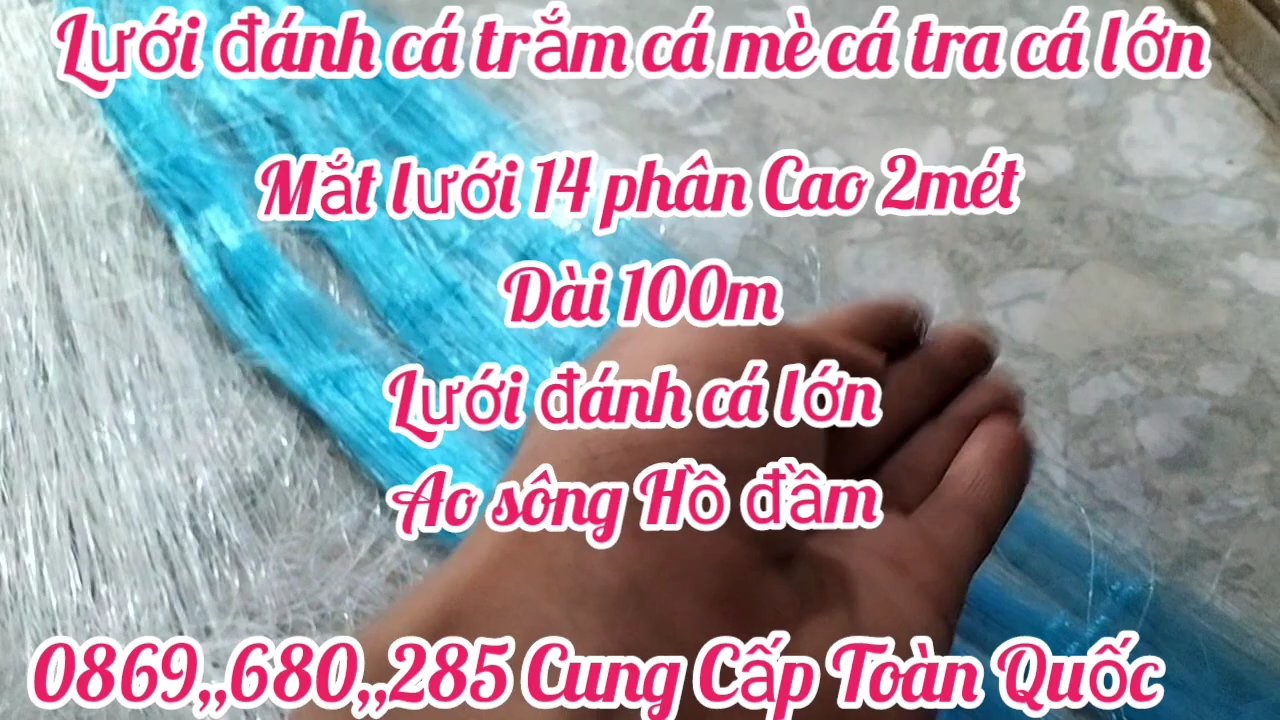 Lưới đánh cá trắm cá mè cá tra cá lớn
Mắt lưới 14 phân Cao 2mét
Dài 100m
Lưới đánh cá lớn
Ao sông Hồ đầm
0869,,680,,285 Cung Cấp Toàn Quốc